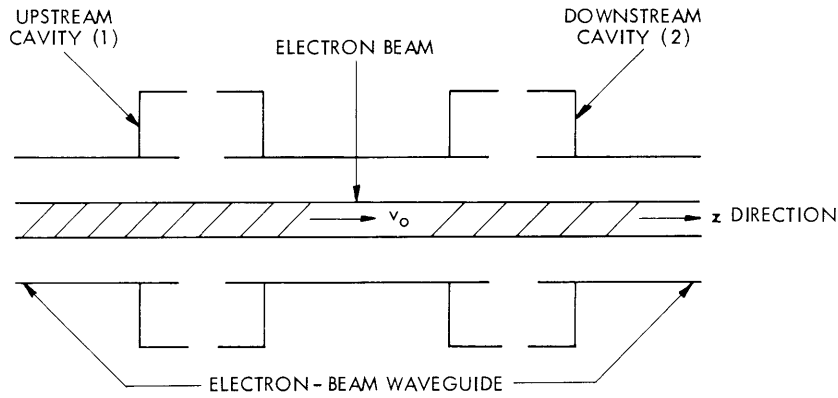 UPSTREAM
CAVITY (1)
DOWNSTREAM
CAVITY (2)
ELECTRON BEAM
v₀
z DIRECTION
ELECTRON-BEAM WAVEGUIDE